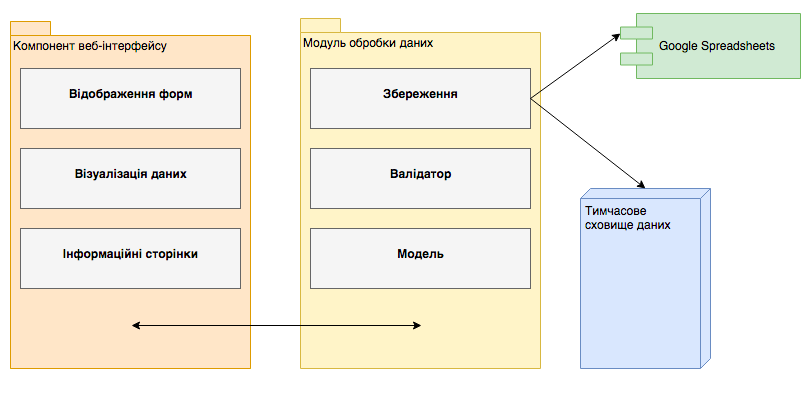 Компонент веб-інтерфейсу
Відображення форм
Візуалізація даних
Інформаційні сторінки
Модуль обробки даних
Збереження
Валідатор
Модель
Google Spreadsheets
Тимчасове
сховище даних